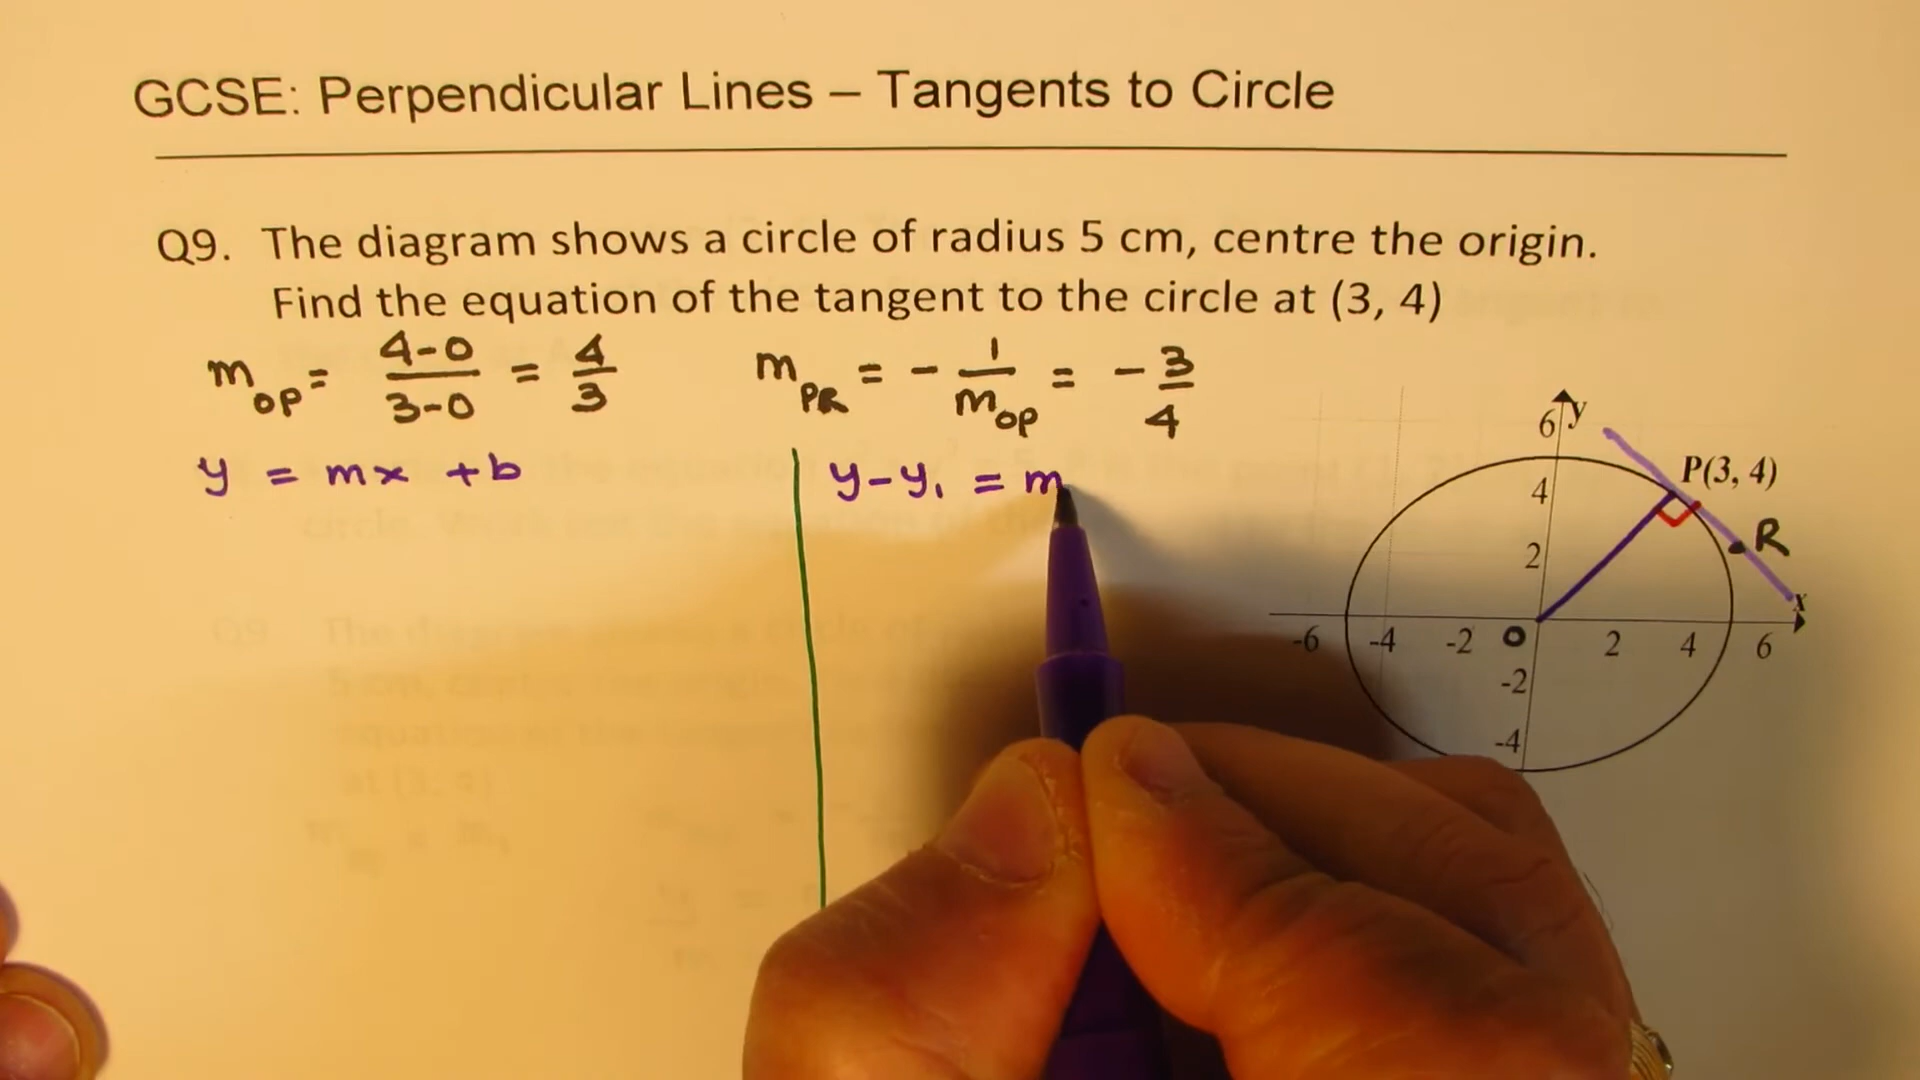 GCSE: Perpendicular Lines – Tangents to Circle
Q9. The diagram shows a circle of radius 5 cm, centre the origin.
Find the equation of the tangent to the circle at (3, 4)
m_OP = (4-0)/(3-0) = 4/3
m_PR = - 1/m_OP = - 3/4
y = mx + b
y - y₁ = m
6 y
P(3, 4)
4
R
2
x
-6 -4 -2 O 2 4 6
-2
-4